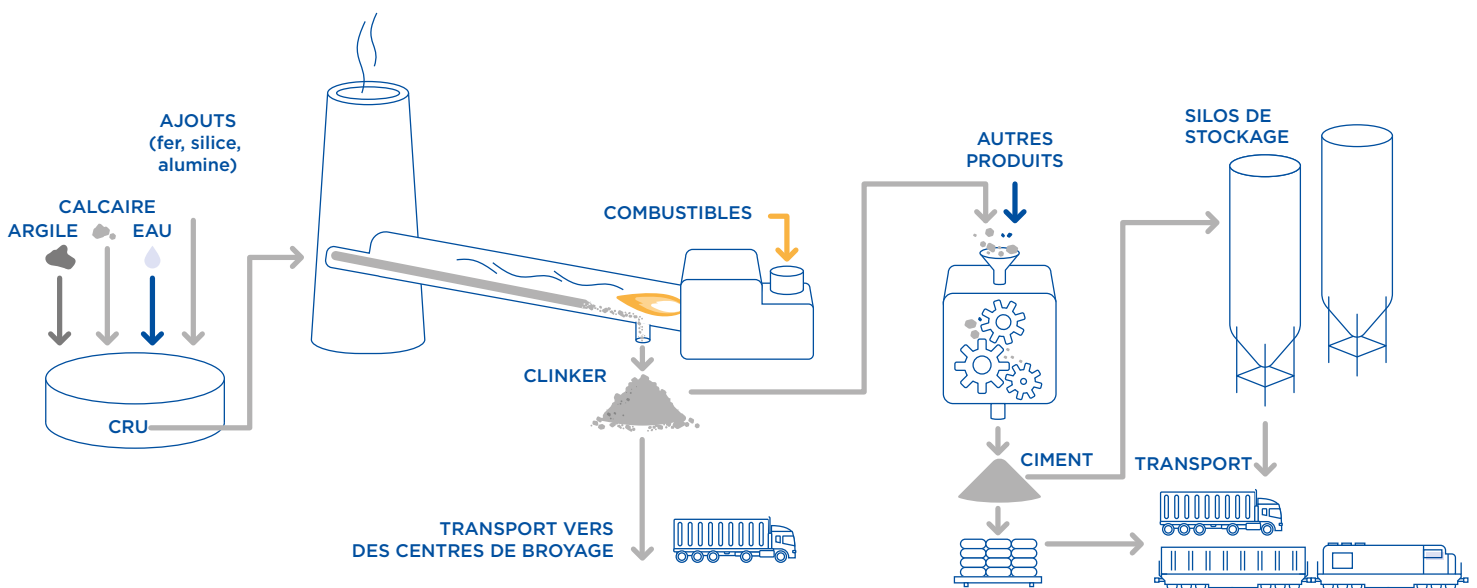 AJOUTS
(fer, silice,
alumine)
CALCAIRE
ARGILE
EAU
CRU
COMBUSTIBLES
CLINKER
TRANSPORT VERS
DES CENTRES DE BROYAGE
AUTRES
PRODUITS
CIMENT
SILOS DE
STOCKAGE
TRANSPORT